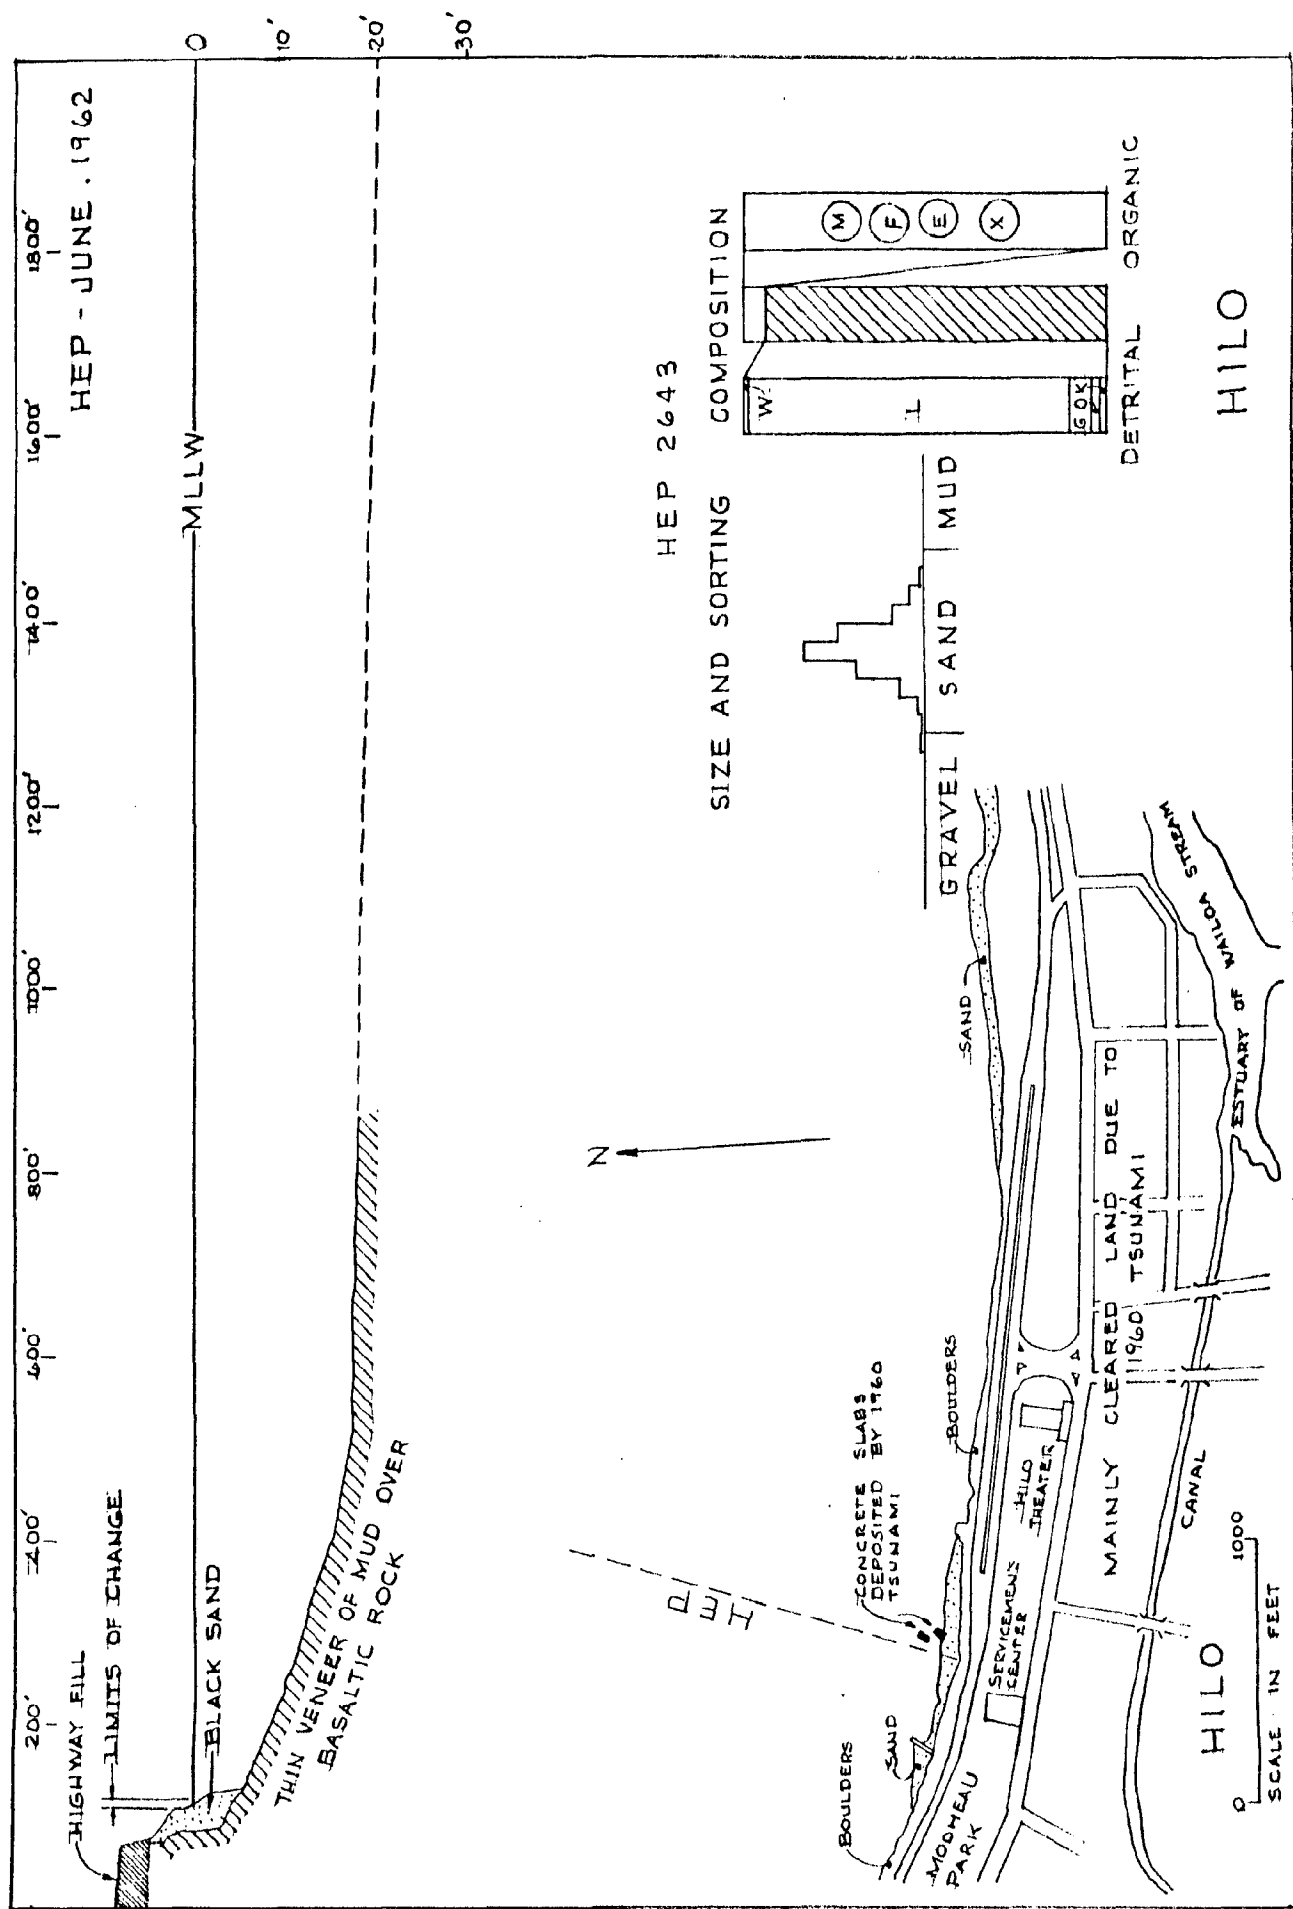 HEP - JUNE . 1962
200'
400'
600'
800'
1000'
1200'
1400'
1600'
1800'
0
10'
-20'
-30'
HIGHWAY FILL
LIMITS OF CHANGE
BLACK SAND
MLLW
THIN VENEER OF MUD OVER
BASALTIC ROCK
HEP 2643
SIZE AND SORTING
GRAVEL
SAND
MUD
COMPOSITION
W
L
G O K
M
F
E
X
DETRITAL
ORGANIC
HILO
N
HEP
CONCRETE SLABS
DEPOSITED BY 1960
TSUNAMI
BOULDERS
SAND
BOULDERS
SAND
MOOHEAU
PARK
SERVICEMENS
CENTER
HILO
THEATER
MAINLY CLEARED LAND DUE TO
1960 TSUNAMI
CANAL
ESTUARY OF WAILOA STREAM
HILO
0
1000
SCALE IN FEET